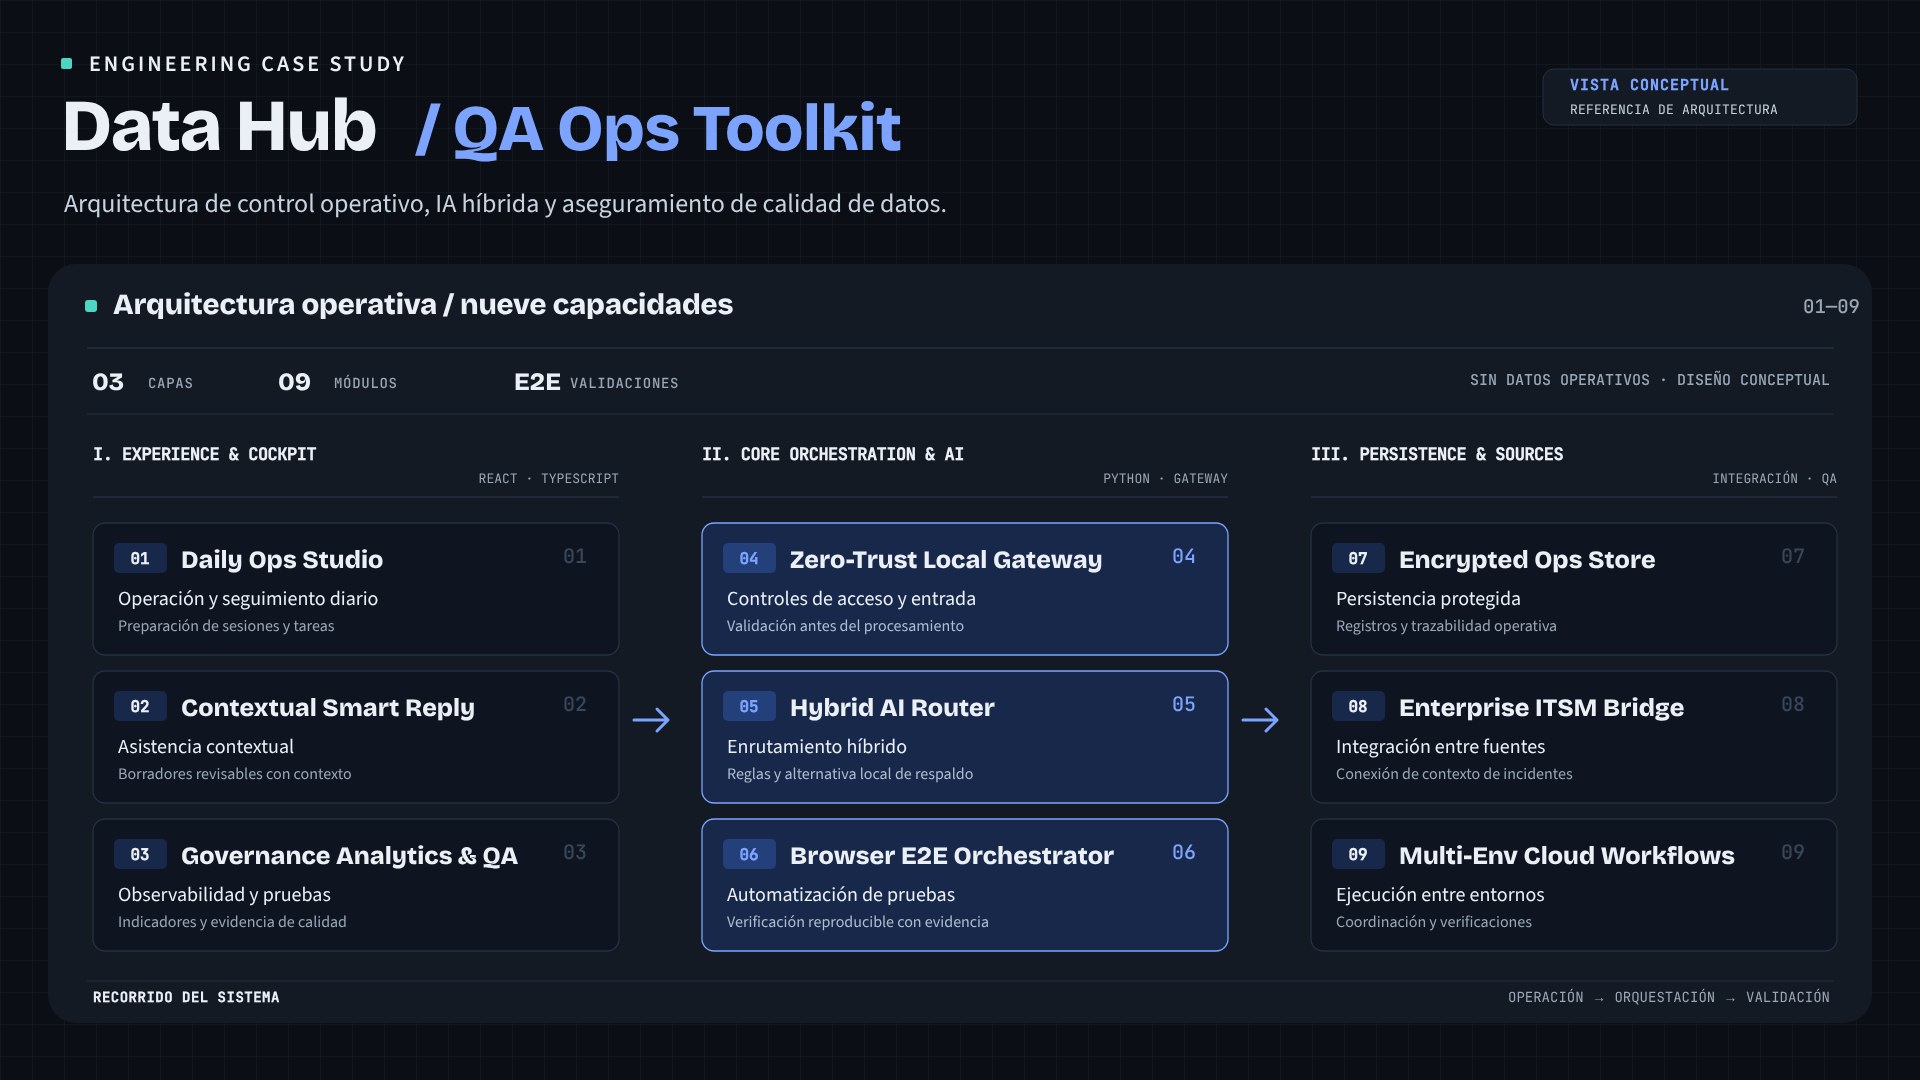 ENGINEERING CASE STUDY
Data Hub / QA Ops Toolkit
Arquitectura de control operativo, IA híbrida y aseguramiento de calidad de datos.
VISTA CONCEPTUAL
REFERENCIA DE ARQUITECTURA
Arquitectura operativa / nueve capacidades
01—09
03 CAPAS
09 MÓDULOS
E2E VALIDACIONES
SIN DATOS OPERATIVOS · DISEÑO CONCEPTUAL
I. EXPERIENCE & COCKPIT
REACT · TYPESCRIPT
01 Daily Ops Studio 01
Operación y seguimiento diario
Preparación de sesiones y tareas
02 Contextual Smart Reply 02
Asistencia contextual
Borradores revisables con contexto
03 Governance Analytics & QA 03
Observabilidad y pruebas
Indicadores y evidencia de calidad
→
II. CORE ORCHESTRATION & AI
PYTHON · GATEWAY
04 Zero-Trust Local Gateway 04
Controles de acceso y entrada
Validación antes del procesamiento
05 Hybrid AI Router 05
Enrutamiento híbrido
Reglas y alternativa local de respaldo
06 Browser E2E Orchestrator 06
Automatización de pruebas
Verificación reproducible con evidencia
→
III. PERSISTENCE & SOURCES
INTEGRACIÓN · QA
07 Encrypted Ops Store 07
Persistencia protegida
Registros y trazabilidad operativa
08 Enterprise ITSM Bridge 08
Integración entre fuentes
Conexión de contexto de incidentes
09 Multi-Env Cloud Workflows 09
Ejecución entre entornos
Coordinación y verificaciones
RECORRIDO DEL SISTEMA
OPERACIÓN → ORQUESTACIÓN → VALIDACIÓN